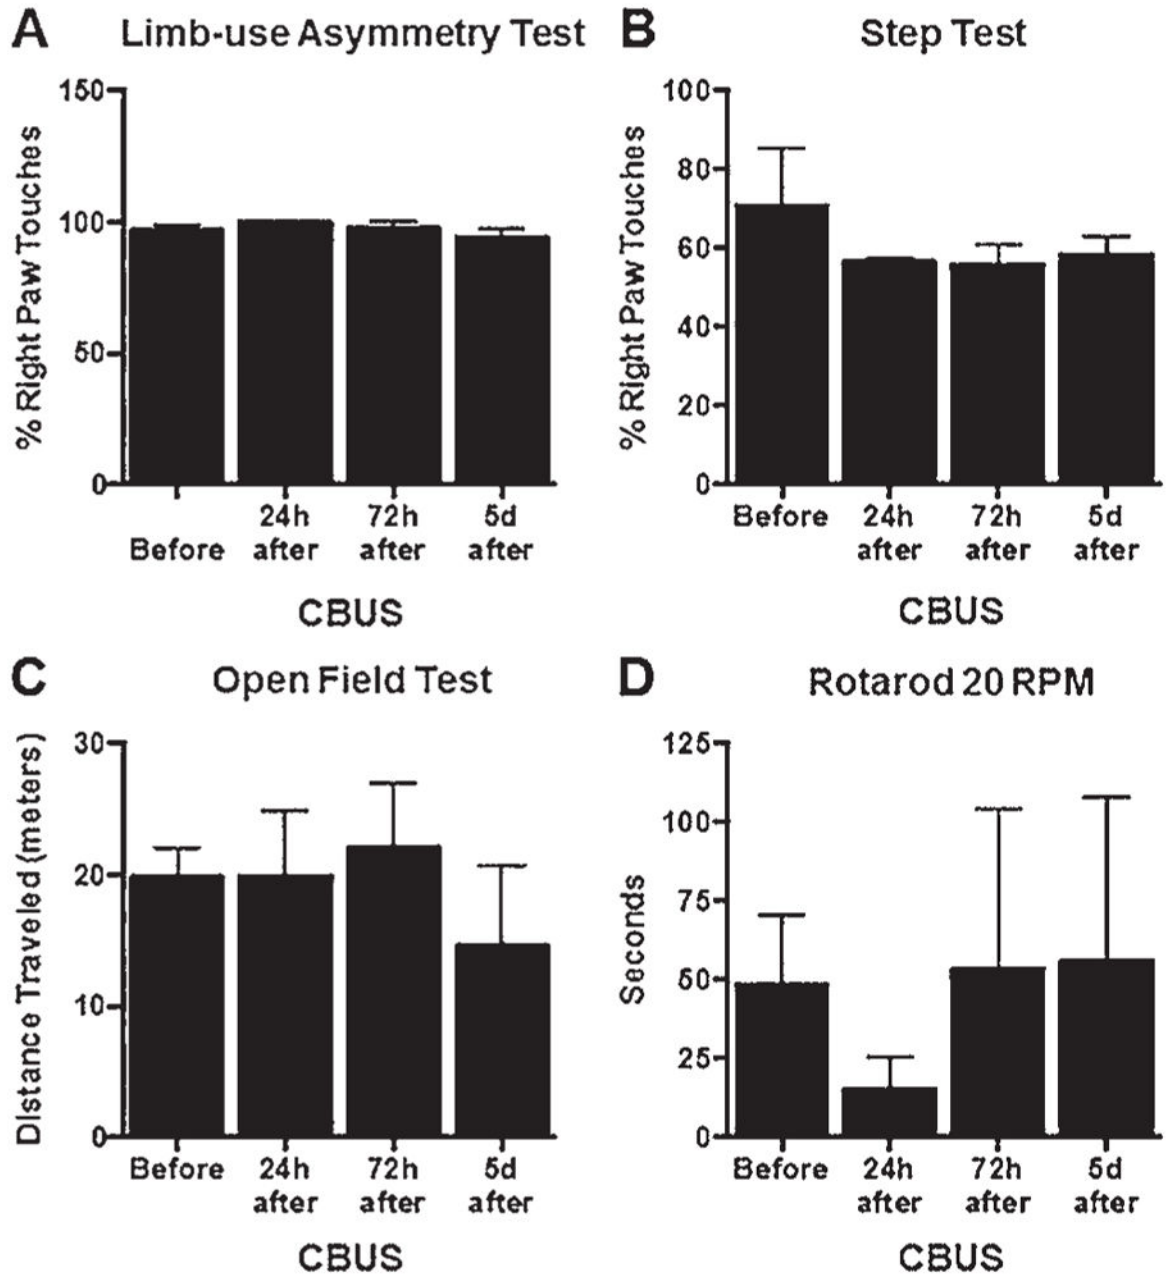 A Limb-use Asymmetry Test
% Right Paw Touches
150
100
50
0
Before
24h after
72h after
5d after
CBUS
B Step Test
% Right Paw Touches
100
80
60
40
20
0
Before
24h after
72h after
5d after
CBUS
C Open Field Test
Distance Traveled (meters)
30
20
10
0
Before
24h after
72h after
5d after
CBUS
D Rotarod 20 RPM
Seconds
125
100
75
50
25
0
Before
24h after
72h after
5d after
CBUS